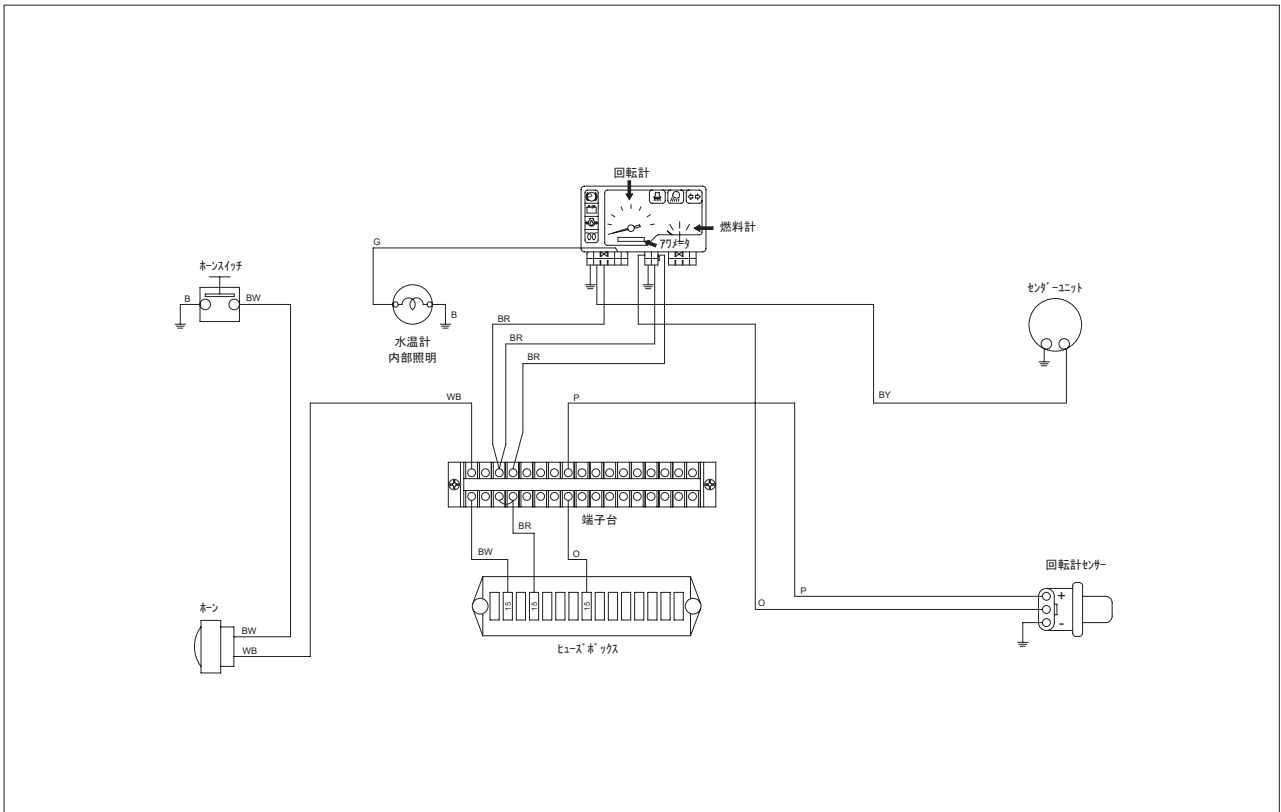 回転計
燃料計
アワメータ
G
ホーンスイッチ
B
BW
B
水温計
内部照明
BR
BR
BR
センダーユニット
BY
WB
P
端子台
BR
BW
O
15
15
15
ヒューズボックス
回転計センサー
P
O
+
-
ホーン
BW
WB